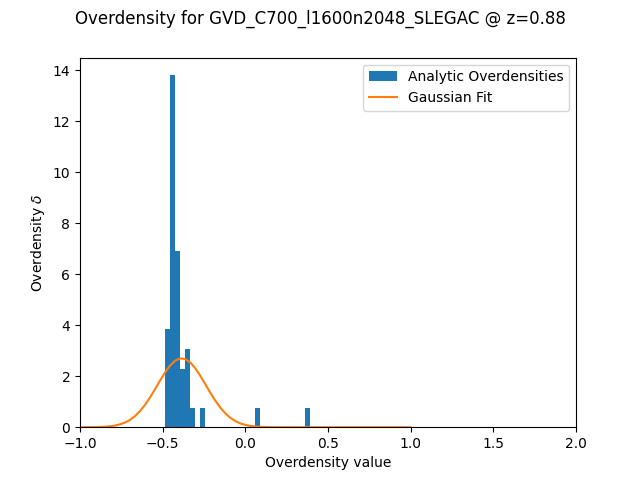 Overdensity for GVD_C700_l1600n2048_SLEGAC @ z=0.88
Analytic Overdensities
Gaussian Fit
Overdensity δ
14
12
10
8
6
4
2
0
−1.0 −0.5 0.0 0.5 1.0 1.5 2.0
Overdensity value